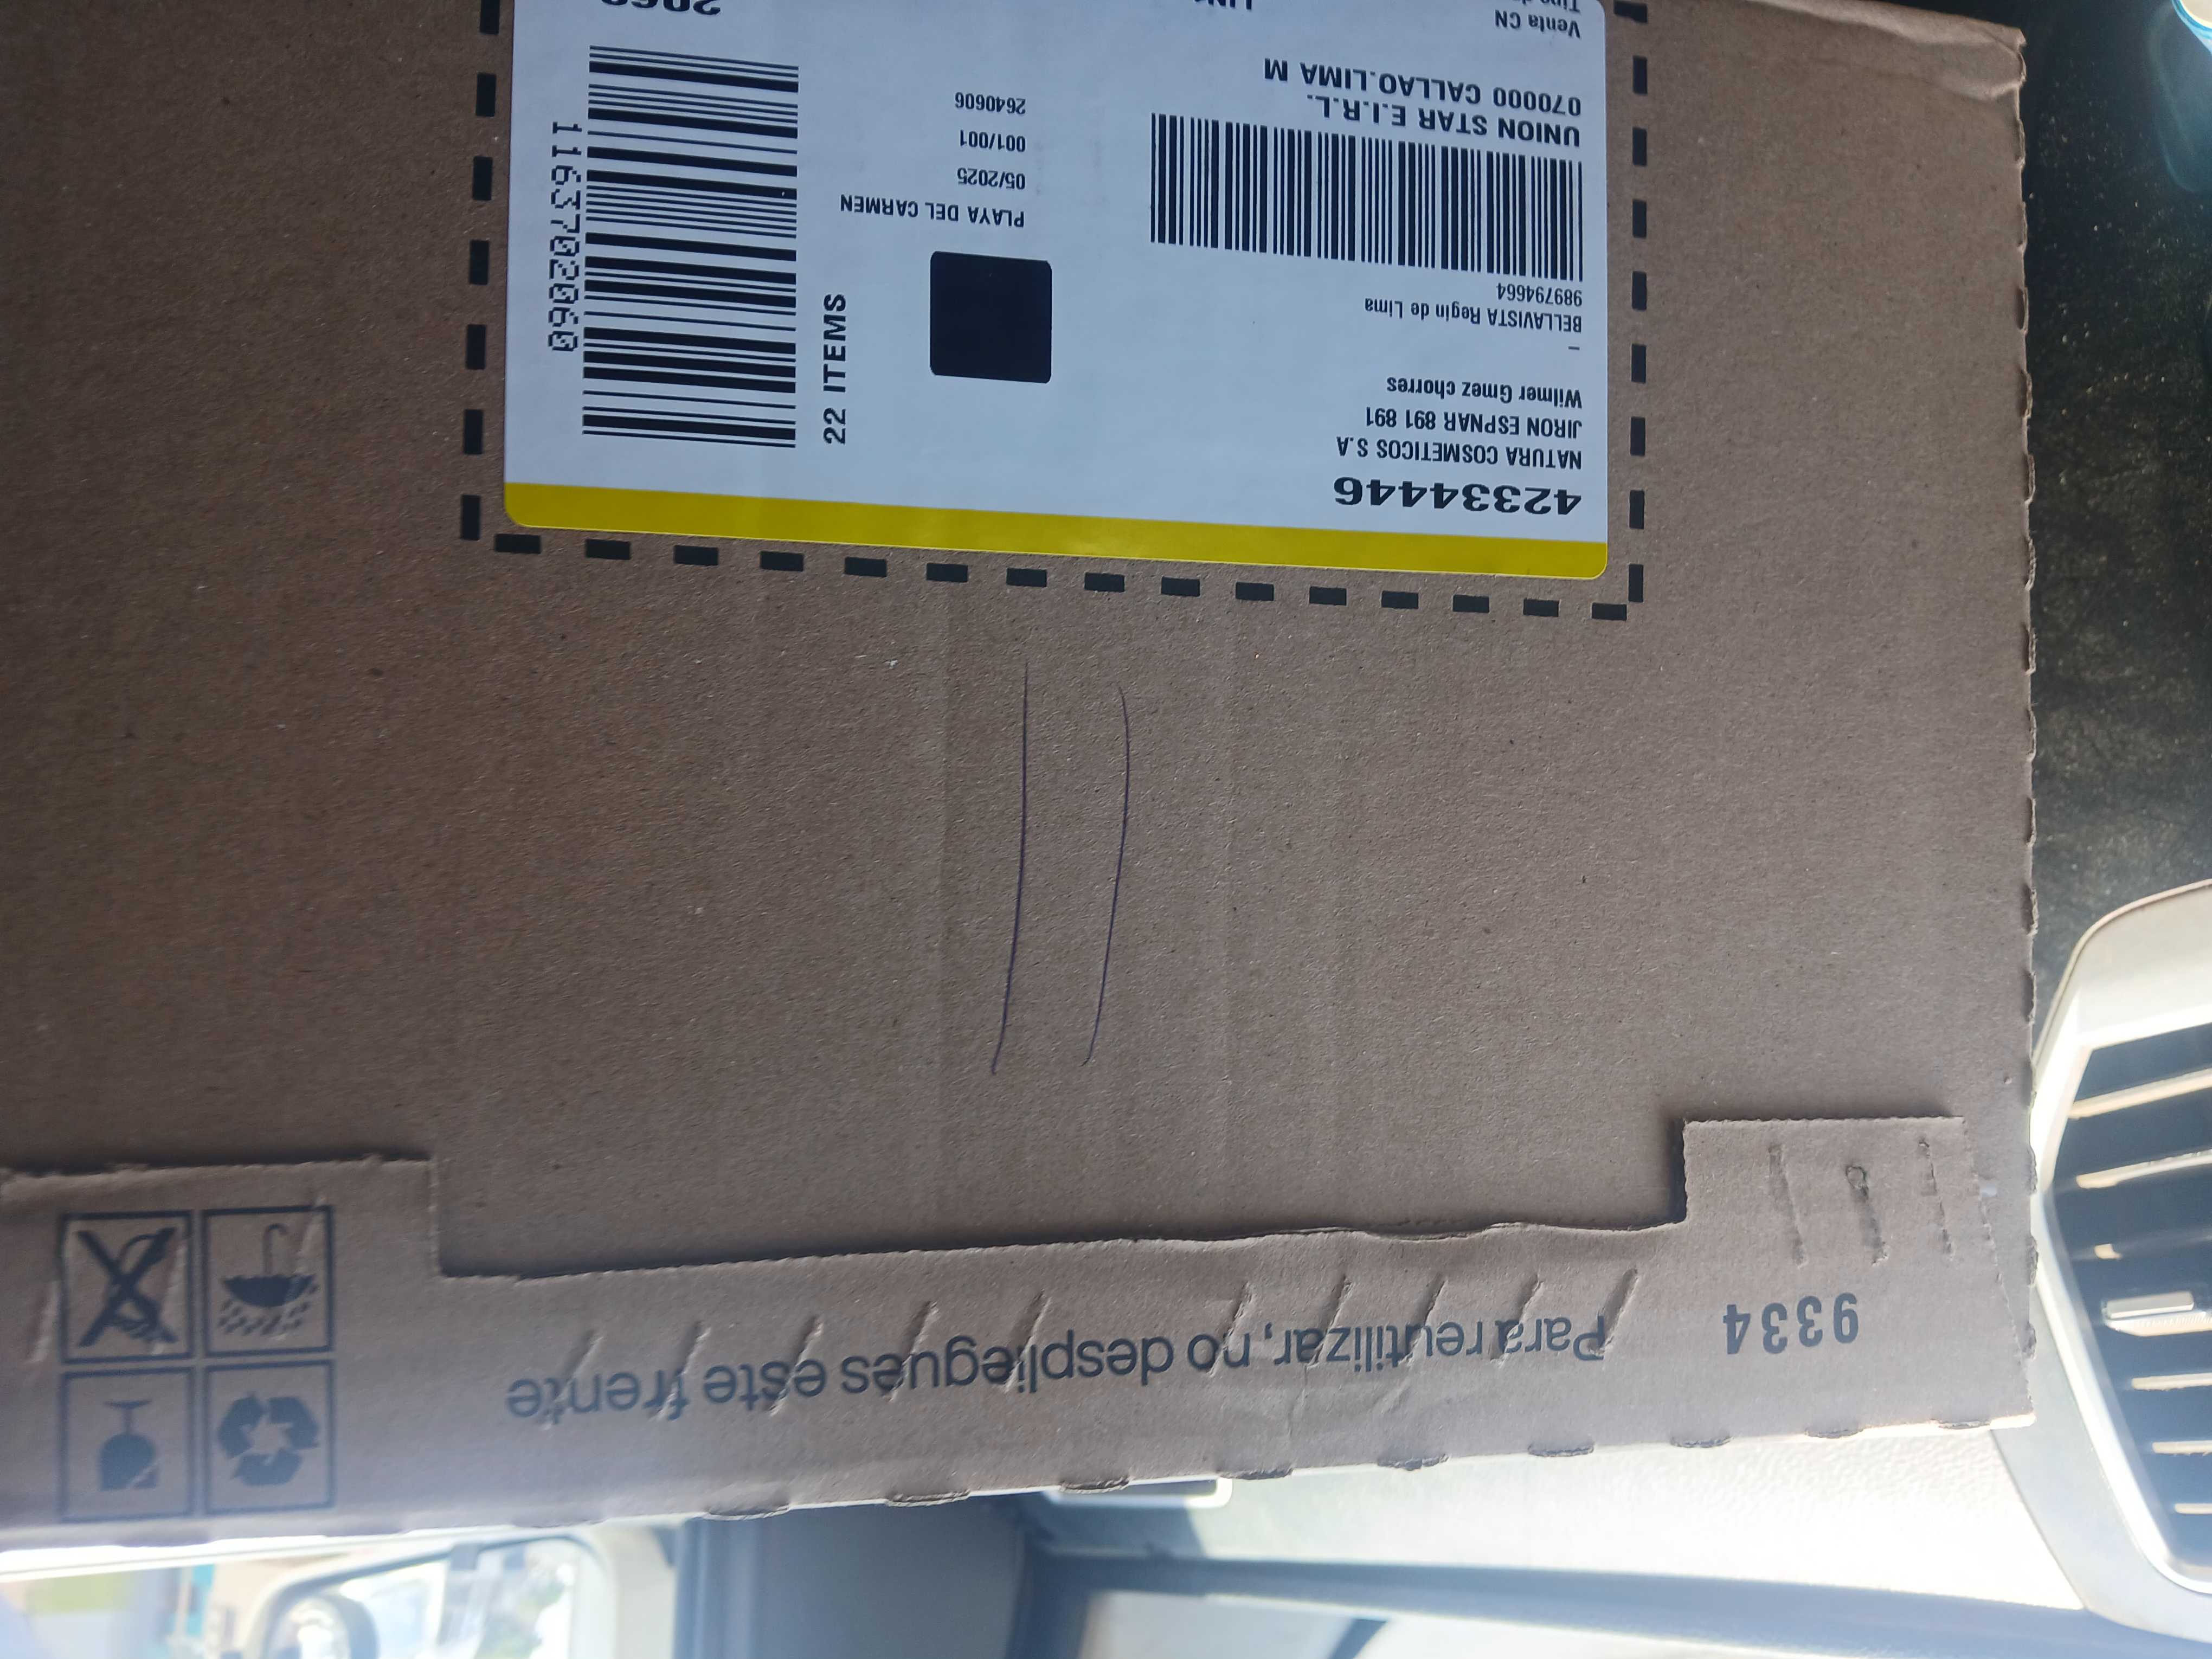 42334446
NATURA COSMETICOS S.A
JIRON ESPNAR 891 891
Wilmer Gmez chorres
–
BELLAVISTA Regin de Lima
989794664
UNION STAR E.I.R.L.
070000 CALLAO.LIMA M
Venta CN
PLAYA DEL CARMEN
05/2025
001/001
2640606
22 ITEMS
11637020960
9334
Para reutilizar, no despliegues este frente